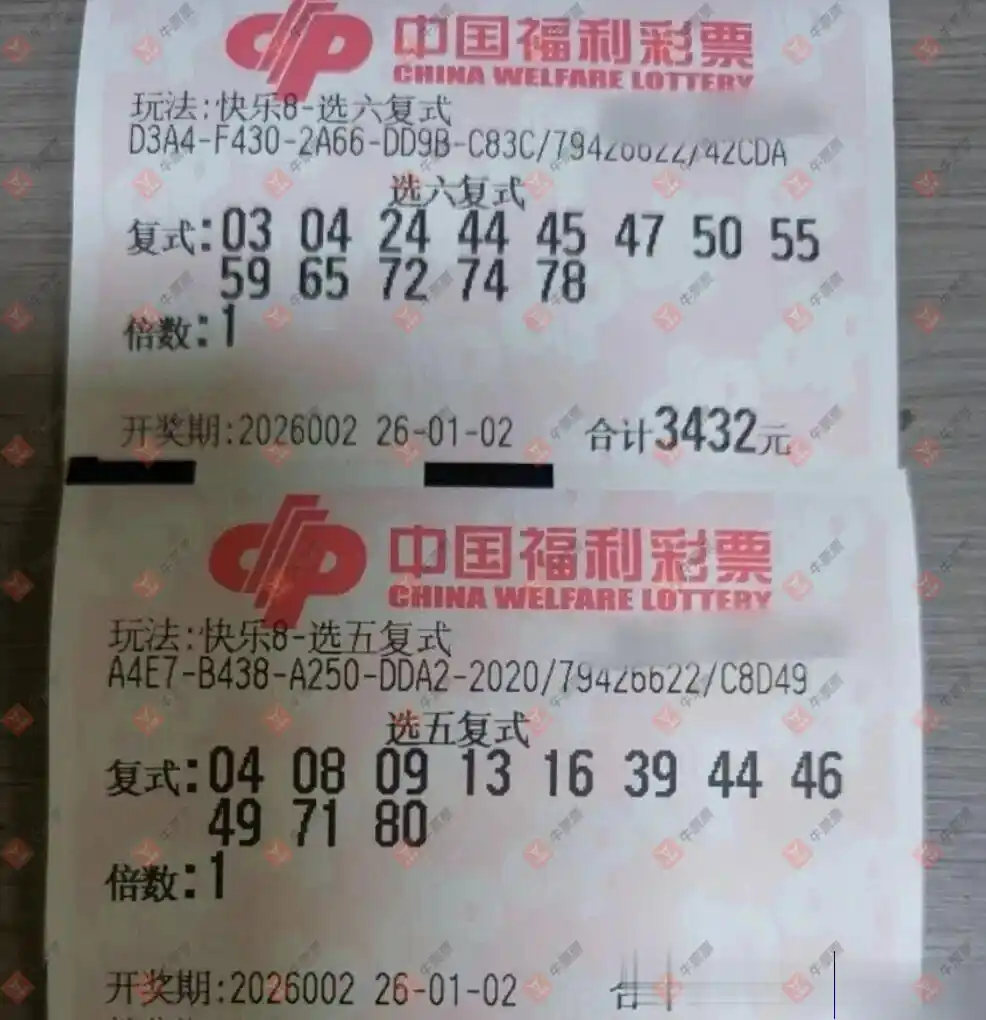 中国福利彩票
CHINA WELFARE LOTTERY
玩法:快乐8-选六复式
D3A4-F430-2A66-DD9B-C83C/79426622/42CDA
选六复式
复式:03 04 24 44 45 47 50 55
59 65 72 74 78
倍数:1
开奖期:2026002 26-01-02 合计3432元
中国福利彩票
CHINA WELFARE LOTTERY
玩法:快乐8-选五复式
A4E7-B438-A250-DDA2-2020/79426622/C8D49
选五复式
复式:04 08 09 13 16 39 44 46
49 71 80
倍数:1
开奖期:2026002 26-01-02